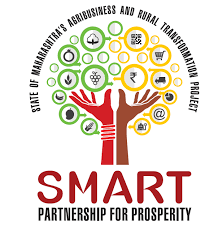 STATE OF MAHARASHTRA'S AGRIBUSINESS AND RURAL TRANSFORMATION PROJECT
SMART
PARTNERSHIP FOR PROSPERITY